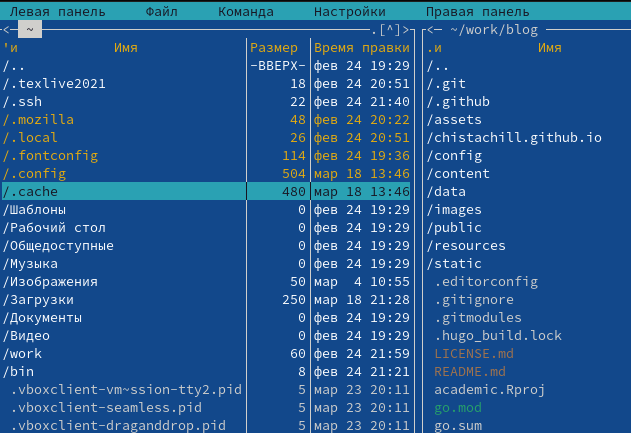 Левая панель Файл Команда Настройки Правая панель
<— ~ .[^]> <— ~/work/blog
'и Имя Размер Время правки .и Имя
/.. -ВВЕРХ- фев 24 19:29 /..
/.texlive2021 18 фев 24 20:51 /.git
/.ssh 22 фев 24 21:40 /.github
/.mozilla 48 фев 24 20:22 /assets
/.local 26 фев 24 20:51 /chistachill.github.io
/.fontconfig 114 фев 24 19:36 /config
/.config 504 мар 18 13:46 /content
/.cache 480 мар 18 13:46 /data
/Шаблоны 0 фев 24 19:29 /images
/Рабочий стол 0 фев 24 19:29 /public
/Общедоступные 0 фев 24 19:29 /resources
/Музыка 0 фев 24 19:29 /static
/Изображения 50 мар 4 10:55 .editorconfig
/Загрузки 250 мар 18 21:28 .gitignore
/Документы 0 фев 24 19:29 .gitmodules
/Видео 0 фев 24 19:29 .hugo_build.lock
/work 60 фев 24 21:59 LICENSE.md
/bin 8 фев 24 21:21 README.md
.vboxclient-vm~ssion-tty2.pid 5 мар 23 20:11 academic.Rproj
.vboxclient-seamless.pid 5 мар 23 20:11 go.mod
.vboxclient-draganddrop.pid 5 мар 23 20:11 go.sum